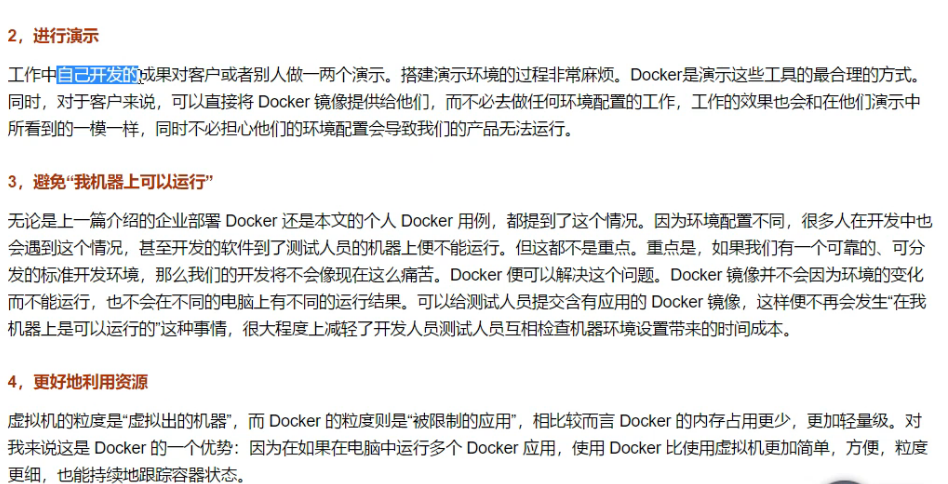 2，进行演示
工作中自己开发的成果对客户或者别人做一两个演示。搭建演示环境的过程非常麻烦。Docker是演示这些工具的最合理的方式。
同时，对于客户来说，可以直接将 Docker 镜像提供给他们，而不必去做任何环境配置的工作，工作的效果也会和在他们演示中
所看到的一模一样，同时不必担心他们的环境配置会导致我们的产品无法运行。
3，避免“我机器上可以运行”
无论是上一篇介绍的企业部署 Docker 还是本文的个人 Docker 用例，都提到了这个情况。因为环境配置不同，很多人在开发中也
会遇到这个情况，甚至开发的软件到了测试人员的机器上便不能运行。但这都不是重点。重点是，如果我们有一个可靠的、可分
发的标准开发环境，那么我们的开发将不会像现在这么痛苦。Docker 便可以解决这个问题。Docker 镜像并不会因为环境的变化
而不能运行，也不会在不同的电脑上有不同的运行结果。可以给测试人员提交含有应用的 Docker 镜像，这样便不再会发生“在我
机器上是可以运行的”这种事情，很大程度上减轻了开发人员测试人员互相检查机器环境设置带来的时间成本。
4，更好地利用资源
虚拟机的粒度是“虚拟出的机器”，而 Docker 的粒度则是“被限制的应用”，相比较而言 Docker 的内存占用更少，更加轻量级。对
我来说这是 Docker 的一个优势：因为在如果在电脑中运行多个 Docker 应用，使用 Docker 比使用虚拟机更加简单，方便，粒度
更细，也能持续地跟踪容器状态。